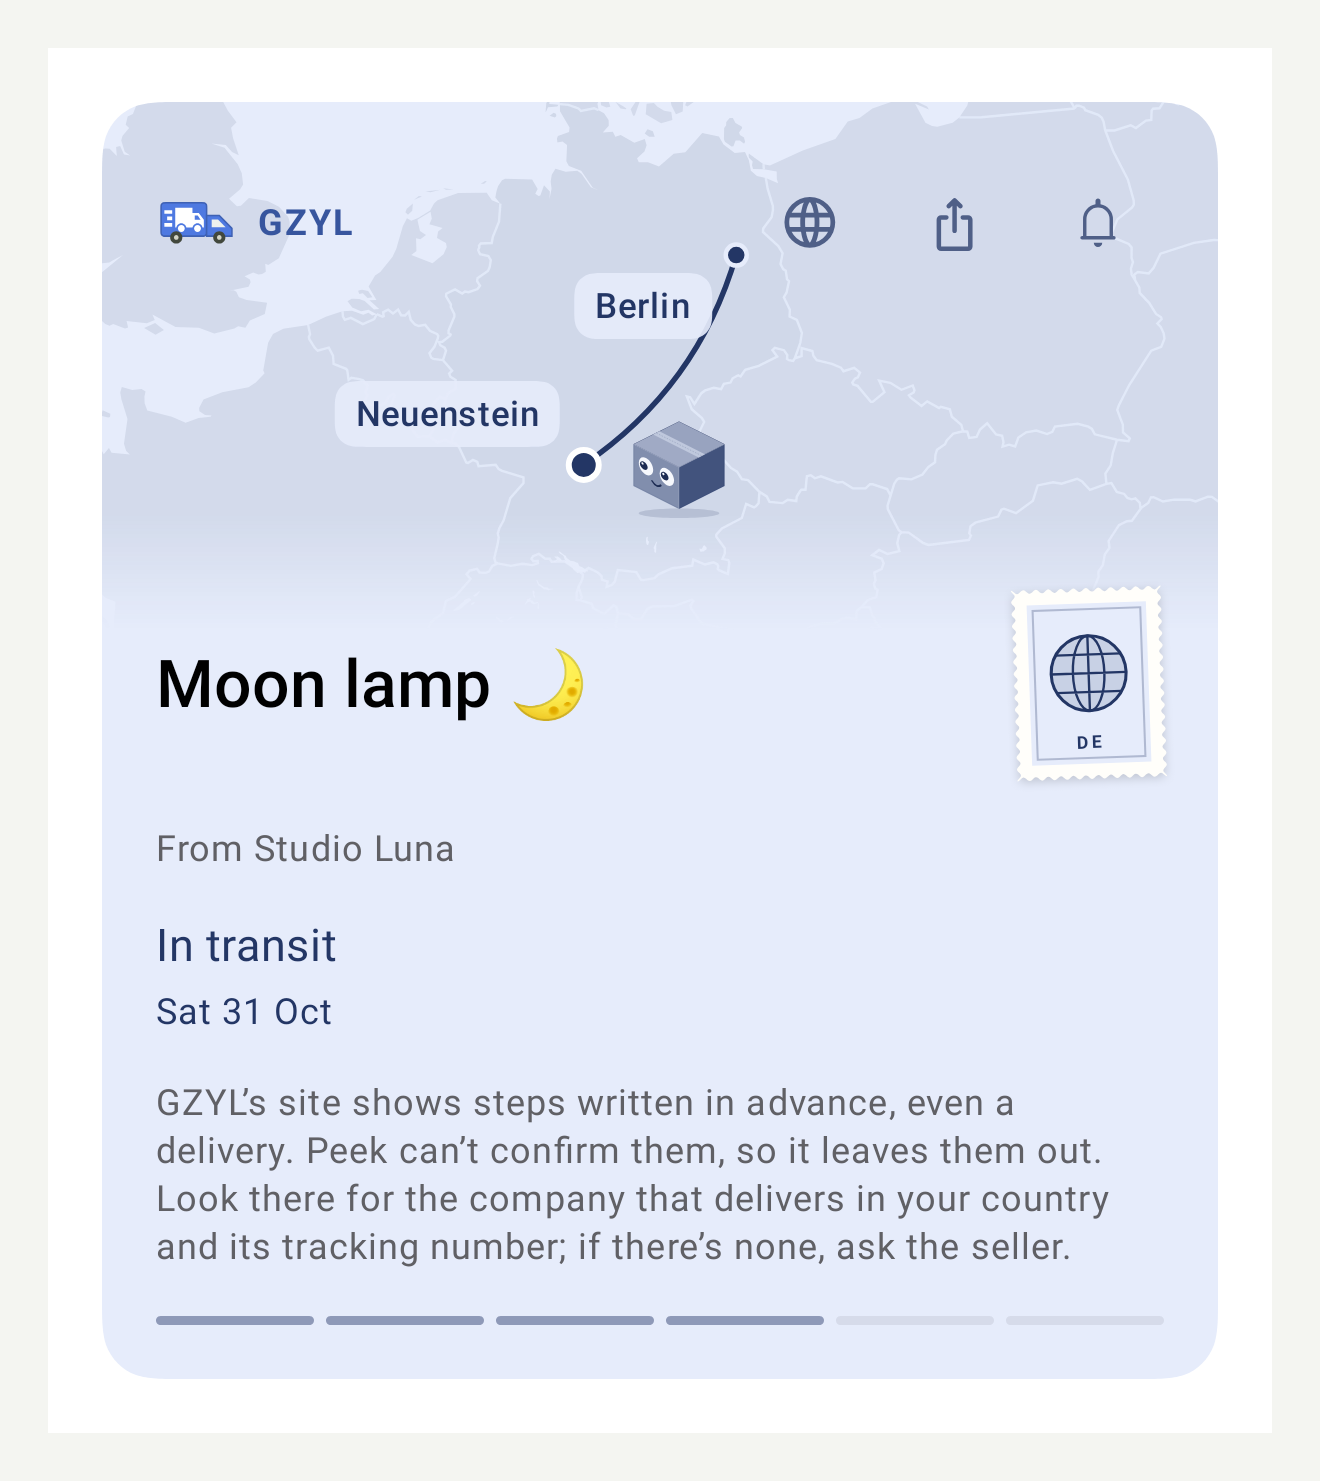 GZYL
Berlin
Neuenstein
Moon lamp 🌙
DE
From Studio Luna
In transit
Sat 31 Oct
GZYL’s site shows steps written in advance, even a
delivery. Peek can’t confirm them, so it leaves them out.
Look there for the company that delivers in your country
and its tracking number; if there’s none, ask the seller.